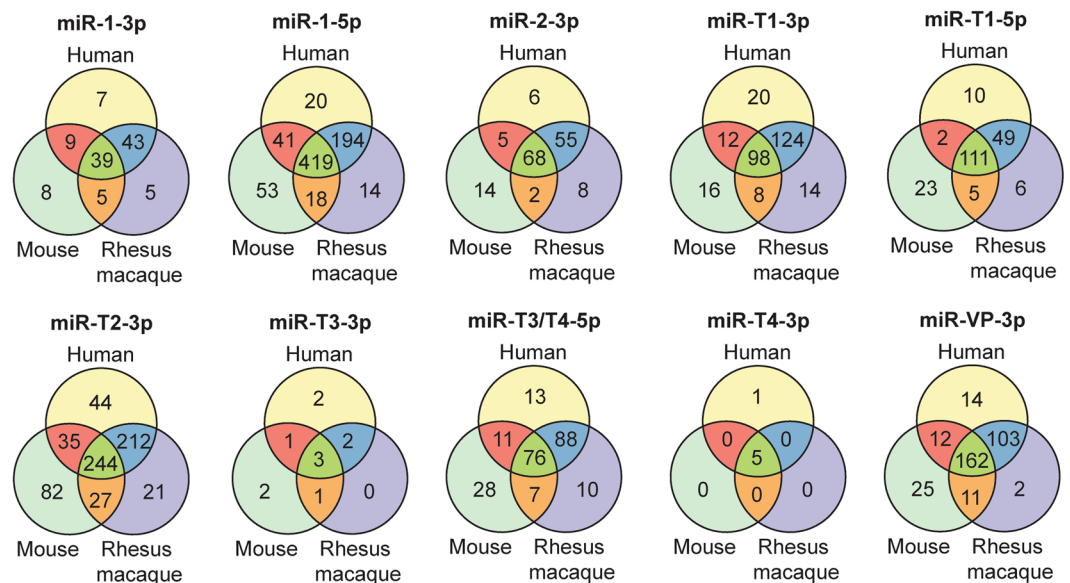 miR-1-3p
Human
7
9
43
39
8
5
5
Mouse
Rhesus
macaque
miR-1-5p
Human
20
41
194
419
53
18
14
Mouse
Rhesus
macaque
miR-2-3p
Human
6
5
55
68
14
2
8
Mouse
Rhesus
macaque
miR-T1-3p
Human
20
12
124
98
16
8
14
Mouse
Rhesus
macaque
miR-T1-5p
Human
10
2
49
111
23
5
6
Mouse
Rhesus
macaque
miR-T2-3p
Human
44
35
212
244
82
27
21
Mouse
Rhesus
macaque
miR-T3-3p
Human
2
1
2
3
2
1
0
Mouse
Rhesus
macaque
miR-T3/T4-5p
Human
13
11
88
76
28
7
10
Mouse
Rhesus
macaque
miR-T4-3p
Human
1
0
0
5
0
0
0
Mouse
Rhesus
macaque
miR-VP-3p
Human
14
12
103
162
25
11
2
Mouse
Rhesus
macaque